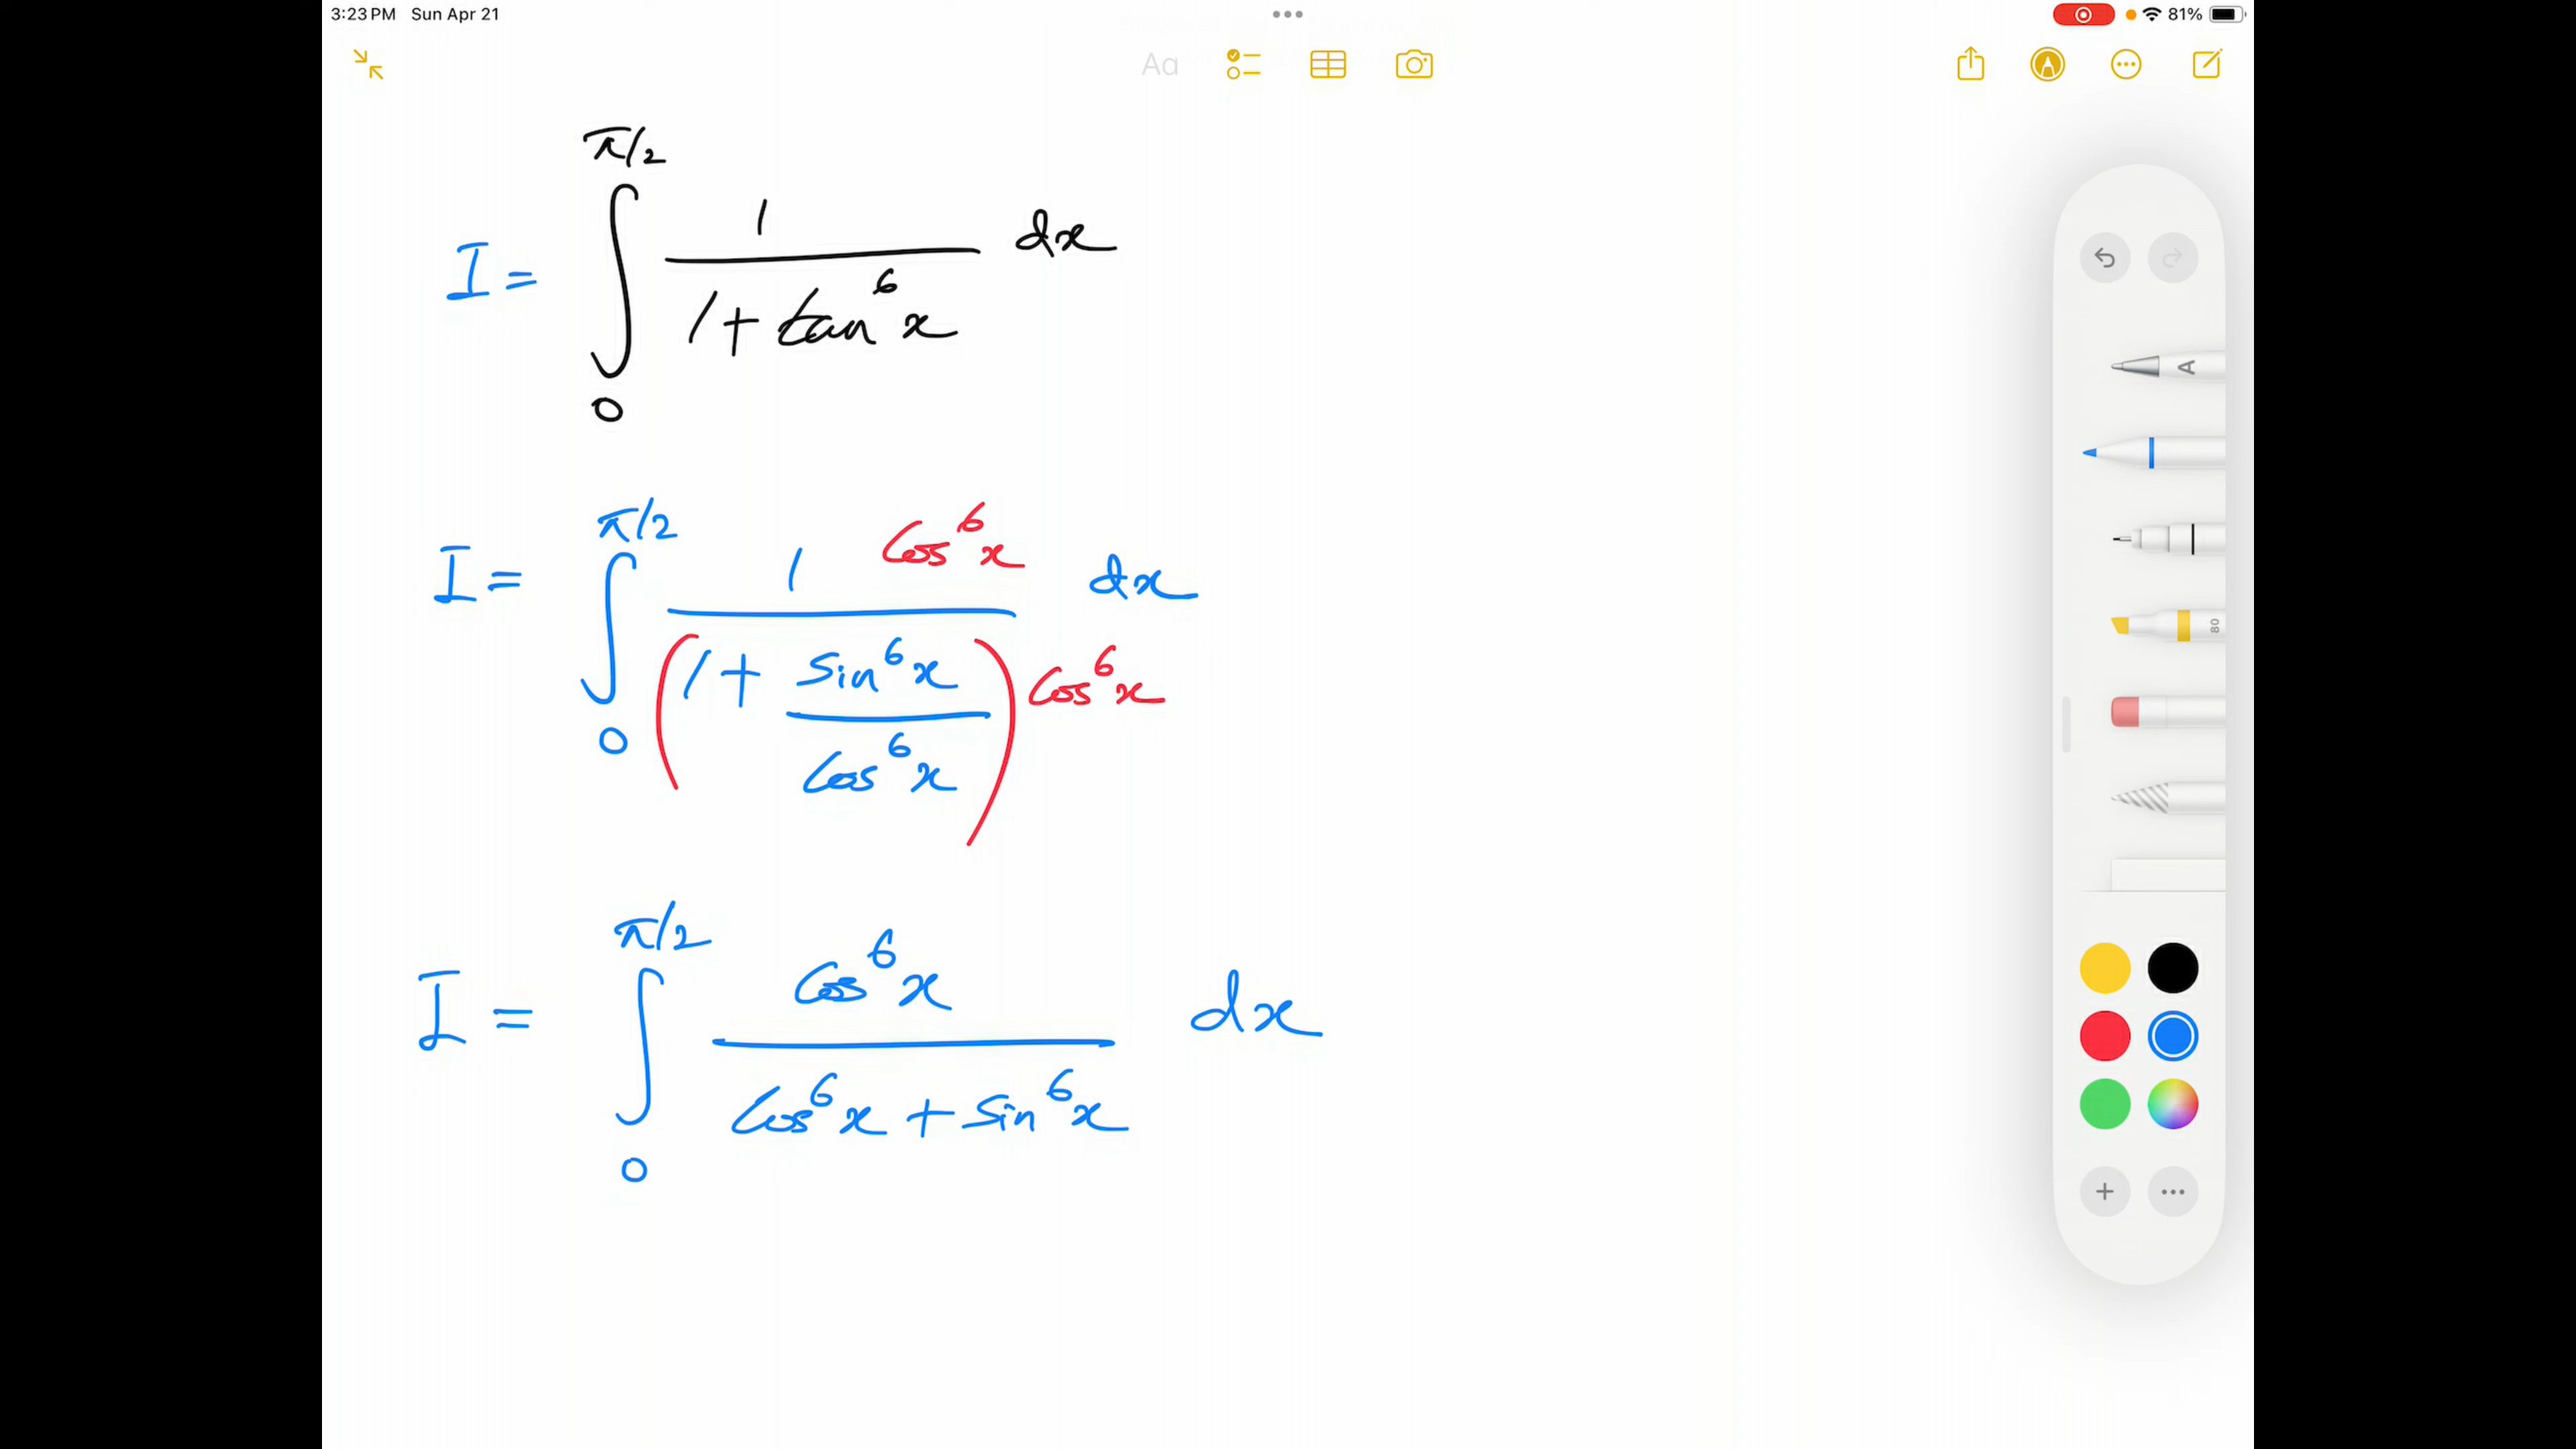 3:23 PM Sun Apr 21
81%
Aa
π/2
I = ∫ 1 / (1 + tan⁶x) dx
0
π/2
I = ∫ 1 cos⁶x / ((1 + sin⁶x / cos⁶x) cos⁶x) dx
0
π/2
I = ∫ cos⁶x / (cos⁶x + sin⁶x) dx
0
A
80